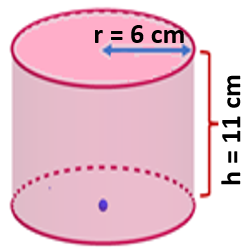 r = 6 cm
h = 11 cm